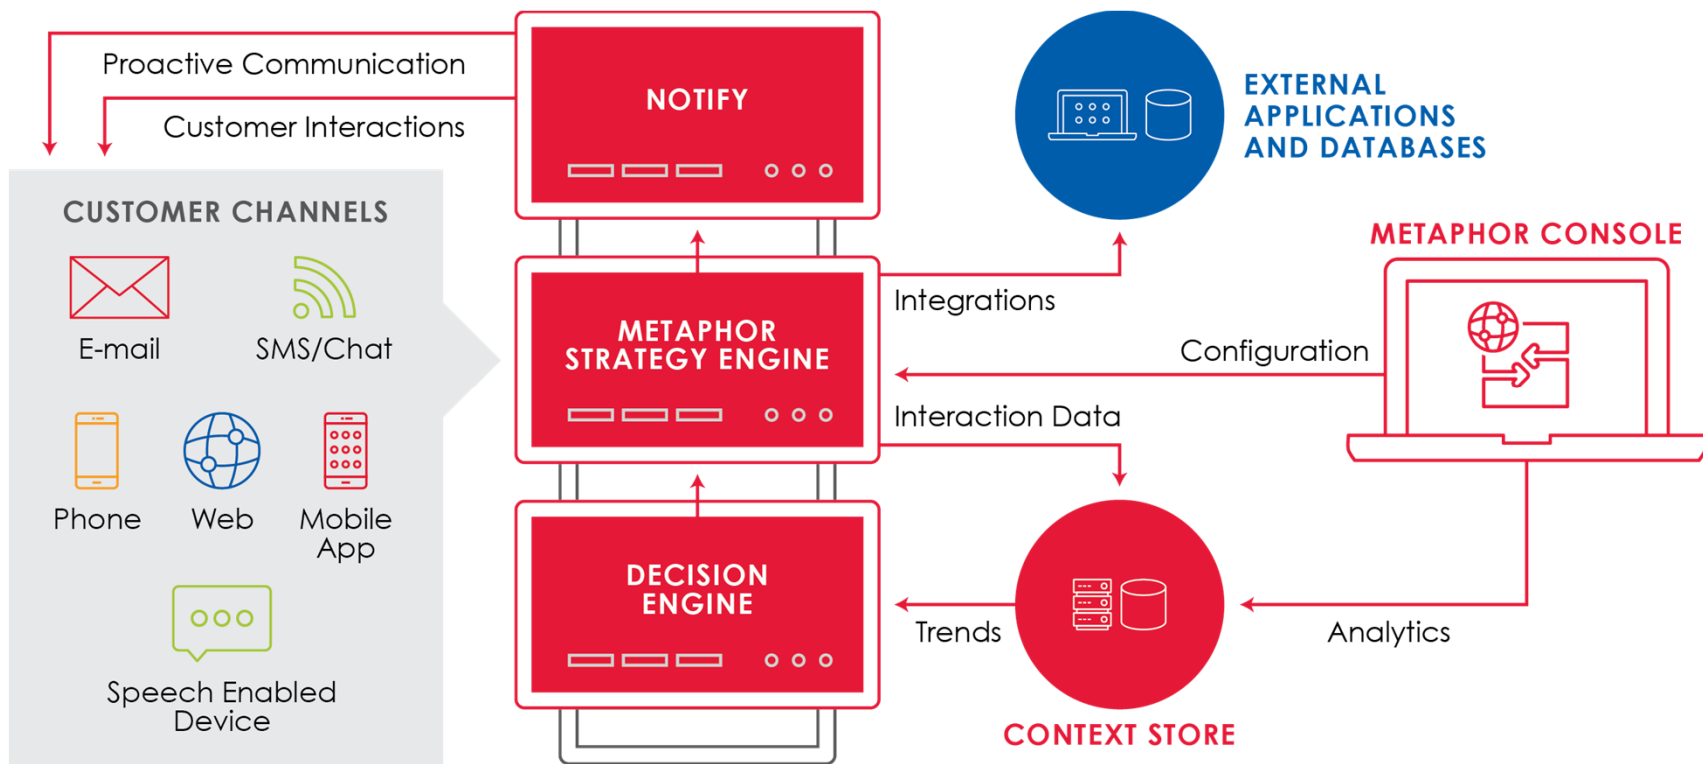 Proactive Communication
Customer Interactions
CUSTOMER CHANNELS
E-mail
SMS/Chat
Phone
Web
Mobile
App
Speech Enabled
Device
NOTIFY
METAPHOR
STRATEGY ENGINE
DECISION
ENGINE
EXTERNAL
APPLICATIONS
AND DATABASES
Integrations
METAPHOR CONSOLE
Configuration
Interaction Data
Trends
CONTEXT STORE
Analytics